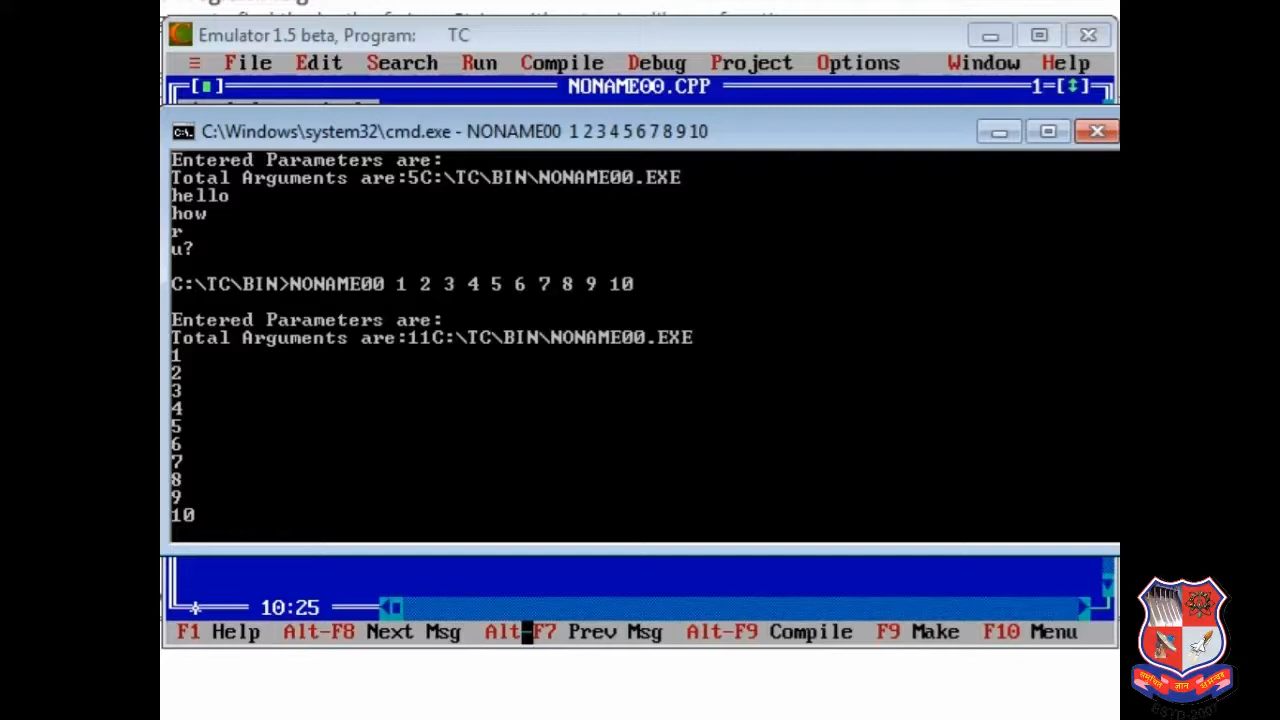 Emulator 1.5 beta, Program: TC
≡ File Edit Search Run Compile Debug Project Options Window Help
[■] NONAME00.CPP 1=[↕]
C:\Windows\system32\cmd.exe - NONAME00 1 2 3 4 5 6 7 8 9 10
Entered Parameters are:
Total Arguments are:5C:\TC\BIN\NONAME00.EXE
hello
how
r
u?
C:\TC\BIN>NONAME00 1 2 3 4 5 6 7 8 9 10
Entered Parameters are:
Total Arguments are:11C:\TC\BIN\NONAME00.EXE
1
2
3
4
5
6
7
8
9
10
10:25
F1 Help Alt-F8 Next Msg Alt-F7 Prev Msg Alt-F9 Compile F9 Make F10 Menu
ज्ञान